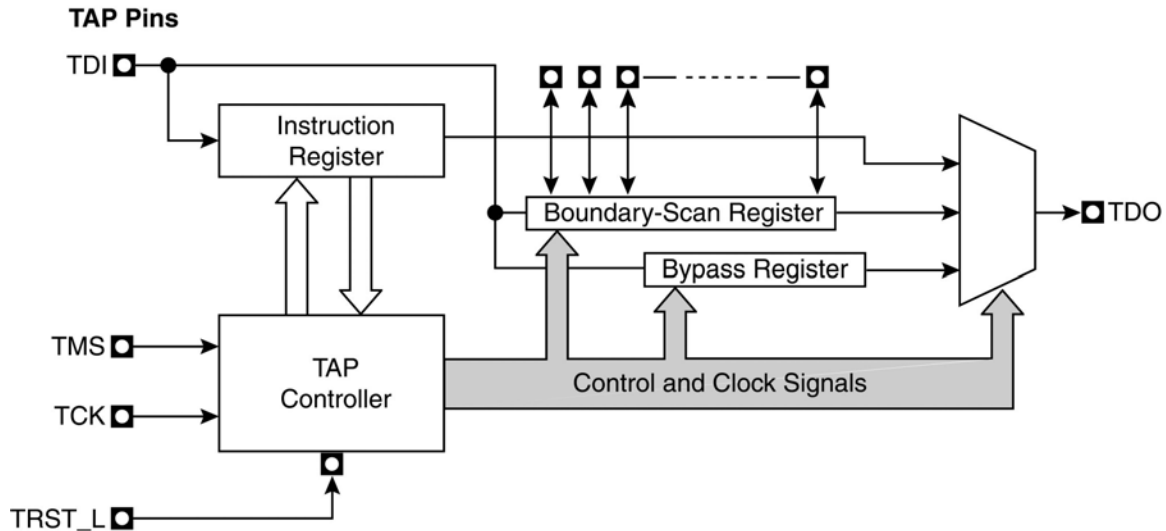 TAP Pins
TDI
Instruction
Register
Boundary-Scan Register
TDO
Bypass Register
TMS
TAP
Controller
Control and Clock Signals
TCK
TRST_L